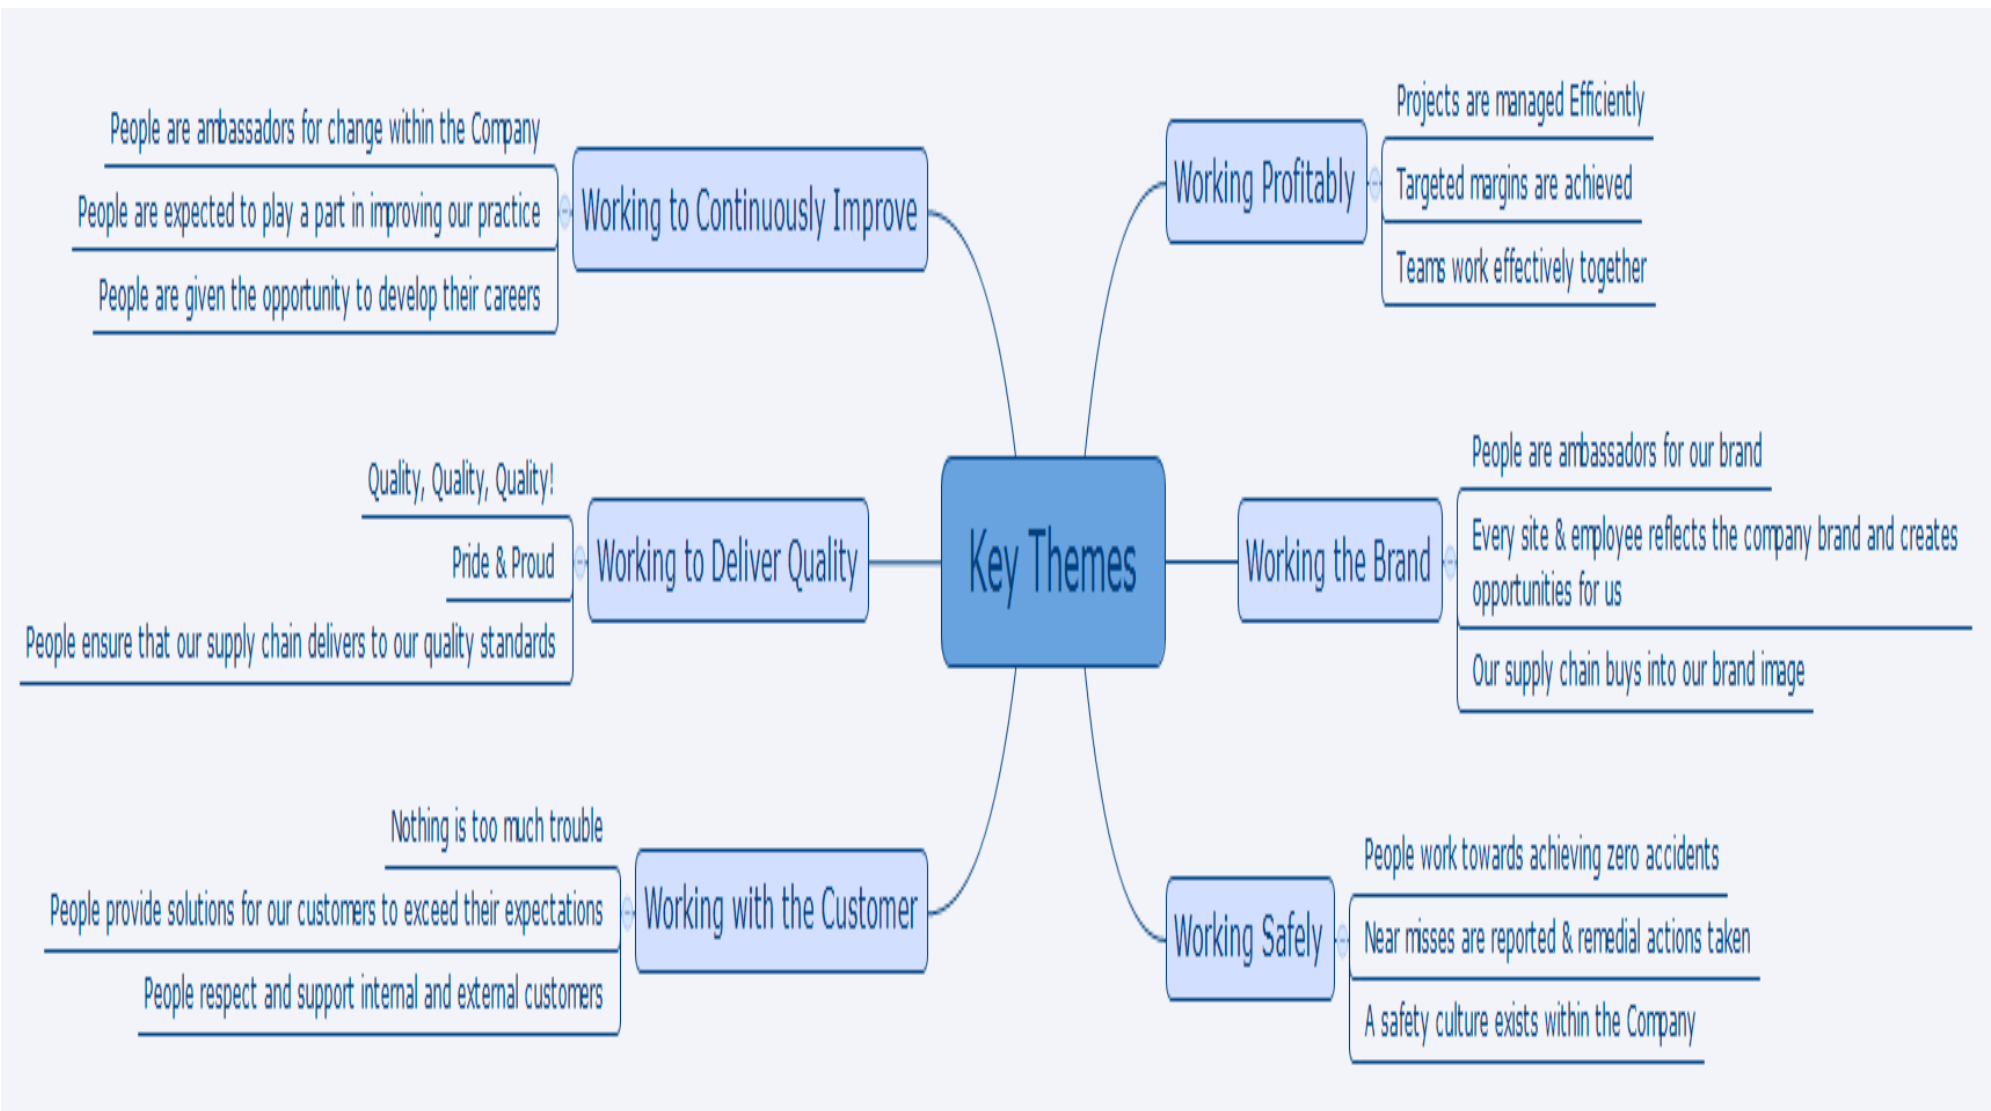 Key Themes
Working Profitably
Projects are managed Efficiently
Targeted margins are achieved
Teams work effectively together
Working the Brand
People are ambassadors for our brand
Every site & employee reflects the company brand and creates
opportunities for us
Our supply chain buys into our brand image
Working Safely
People work towards achieving zero accidents
Near misses are reported & remedial actions taken
A safety culture exists within the Company
Working to Continuously Improve
People are ambassadors for change within the Company
People are expected to play a part in improving our practice
People are given the opportunity to develop their careers
Working to Deliver Quality
Quality, Quality, Quality!
Pride & Proud
People ensure that our supply chain delivers to our quality standards
Working with the Customer
Nothing is too much trouble
People provide solutions for our customers to exceed their expectations
People respect and support internal and external customers